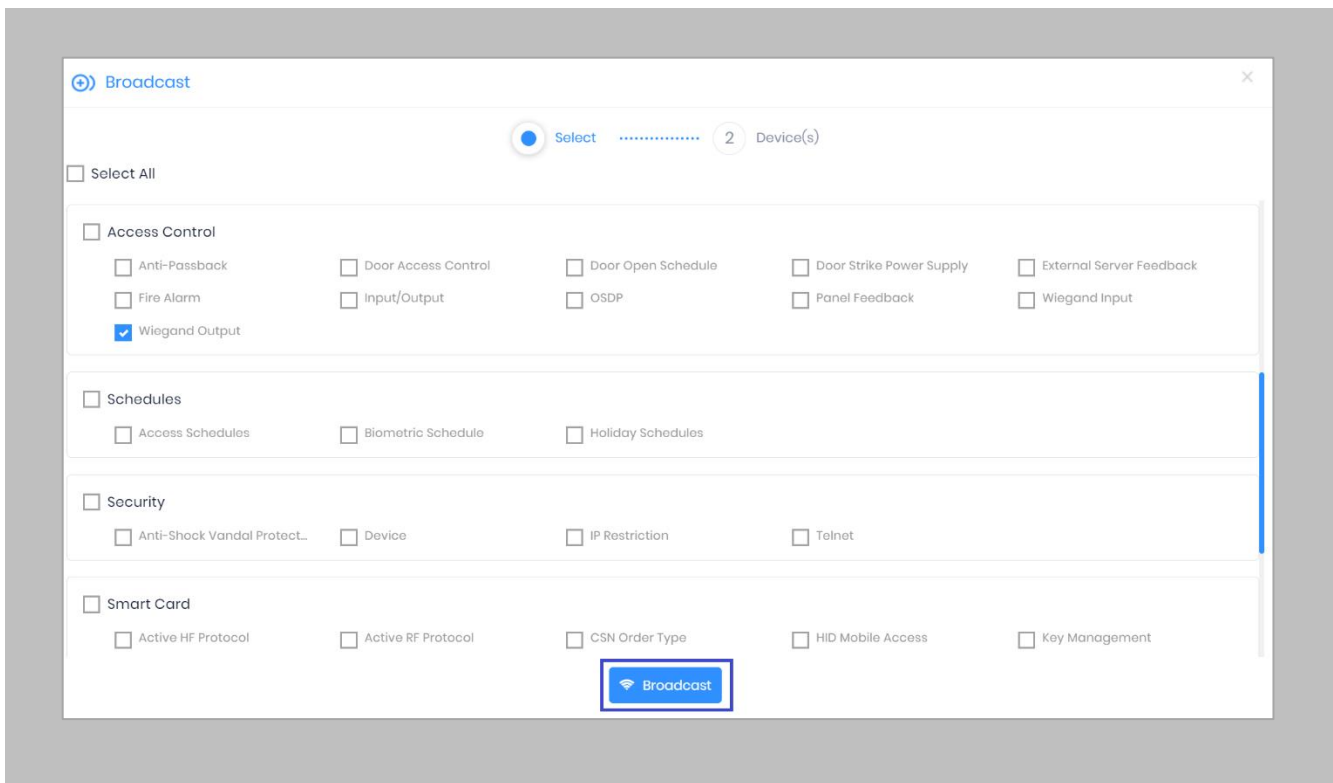 Broadcast
Select 2 Device(s)
Select All
Access Control
Anti-Passback Door Access Control Door Open Schedule Door Strike Power Supply External Server Feedback
Fire Alarm Input/Output OSDP Panel Feedback Wiegand Input
Wiegand Output
Schedules
Access Schedules Biometric Schedule Holiday Schedules
Security
Anti-Shock Vandal Protect... Device IP Restriction Telnet
Smart Card
Active HF Protocol Active RF Protocol CSN Order Type HID Mobile Access Key Management
Broadcast